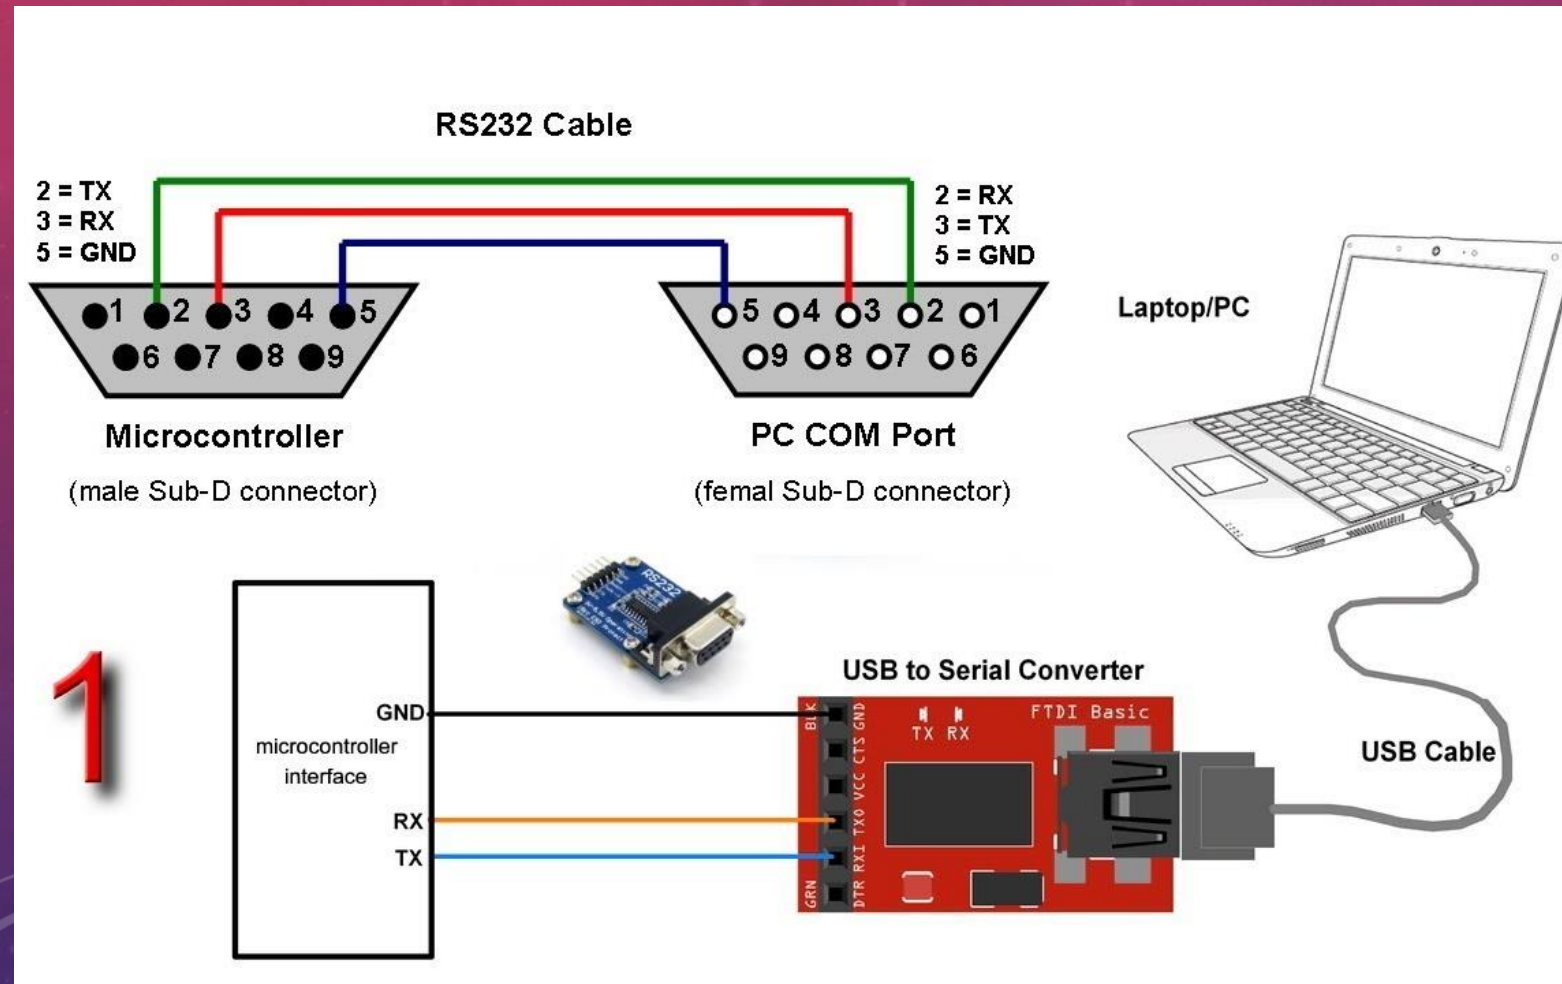 RS232 Cable
2 = TX
3 = RX
5 = GND
2 = RX
3 = TX
5 = GND
1 2 3 4 5
6 7 8 9
5 4 3 2 1
9 8 7 6
Microcontroller
(male Sub-D connector)
PC COM Port
(femal Sub-D connector)
Laptop/PC
1
microcontroller
interface
GND
RX
TX
RS232
USB to Serial Converter
BLK
GRN
GND
CTS
VCC
TXO
RXI
DTR
TX RX
FTDI Basic
USB Cable